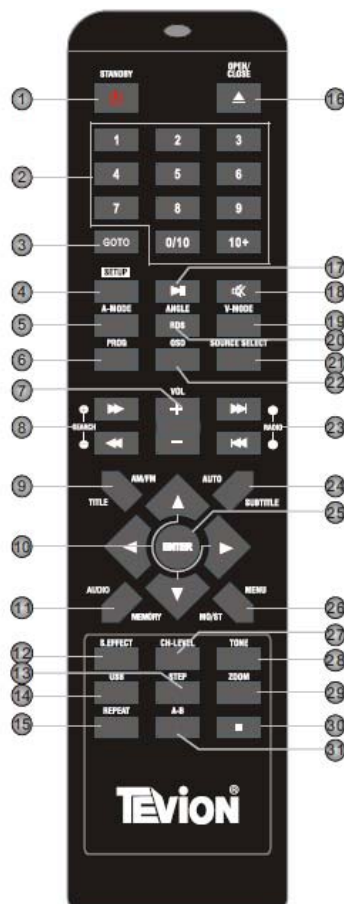 STANDBY OPEN/
CLOSE
1 16
1 2 3
2
4 5 6
7 8 9
3 GOTO 0/10 10+
SETUP 17
4 18
A-MODE ANGLE V-MODE
5 RDS 19
20
PROG OSD SOURCE SELECT
6 21
22
7 VOL
+
8 SEARCH RADIO 23
-
9 AM/FM AUTO 24
TITLE SUBTITLE
25
10 ENTER
AUDIO MENU
11 MEMORY MO/ST 26
27
12 S.EFFECT CH-LEVEL TONE 28
13
14 USB STEP ZOOM 29
15 REPEAT A-B 30
31
TEVION®